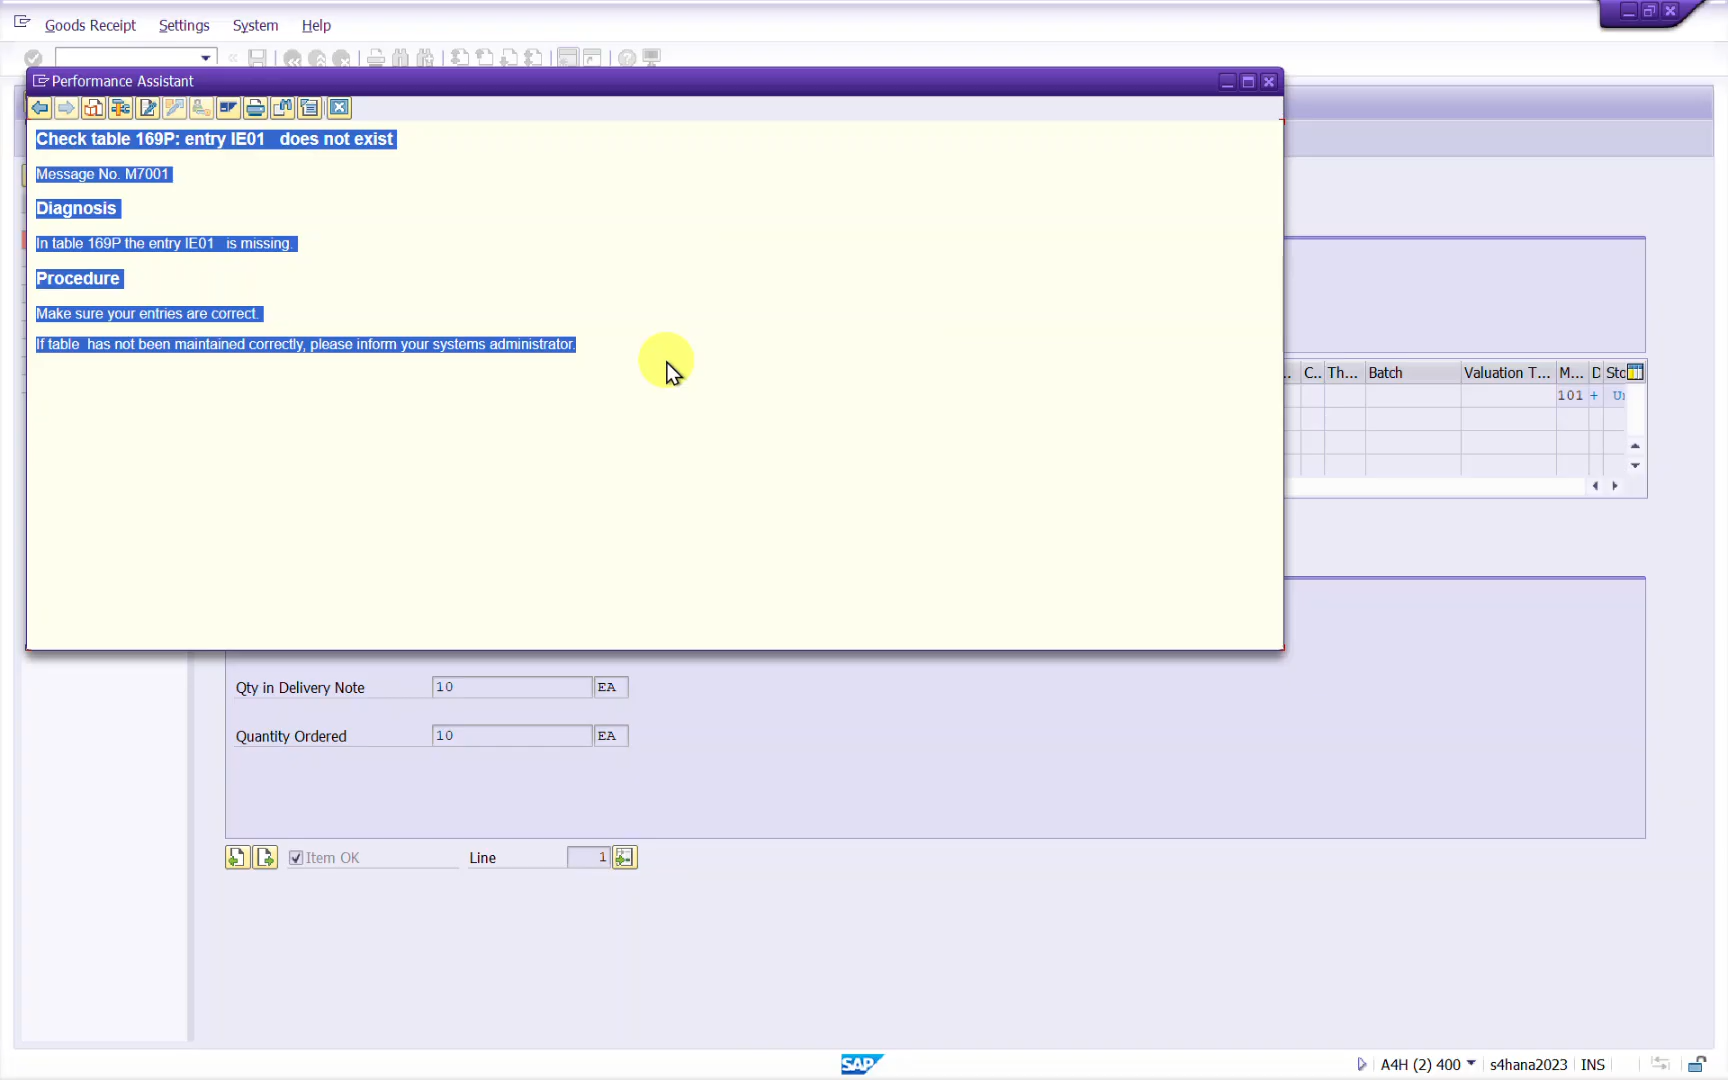 Goods Receipt Settings System Help
Performance Assistant
Check table 169P: entry IE01 does not exist
Message No. M7001
Diagnosis
In table 169P the entry IE01 is missing.
Procedure
Make sure your entries are correct.
If table has not been maintained correctly, please inform your systems administrator.
.. C.. Th... Batch Valuation T... M... D Stc
101 +
Qty in Delivery Note 10 EA
Quantity Ordered 10 EA
Item OK Line 1
SAP A4H (2) 400 s4hana2023 INS